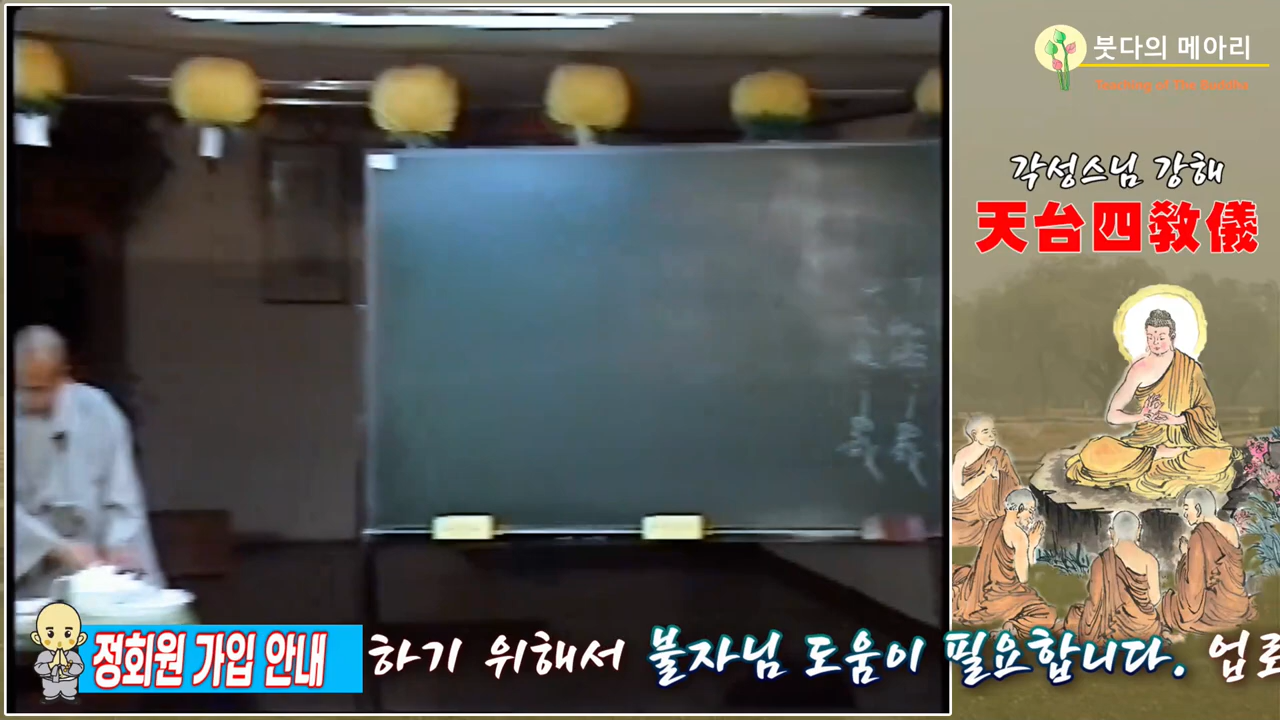 붓다의 메아리
Teaching of The Buddha
각성스님 강해
天台四敎儀
정회원 가입 안내
하기 위해서 불자님 도움이 필요합니다. 업로